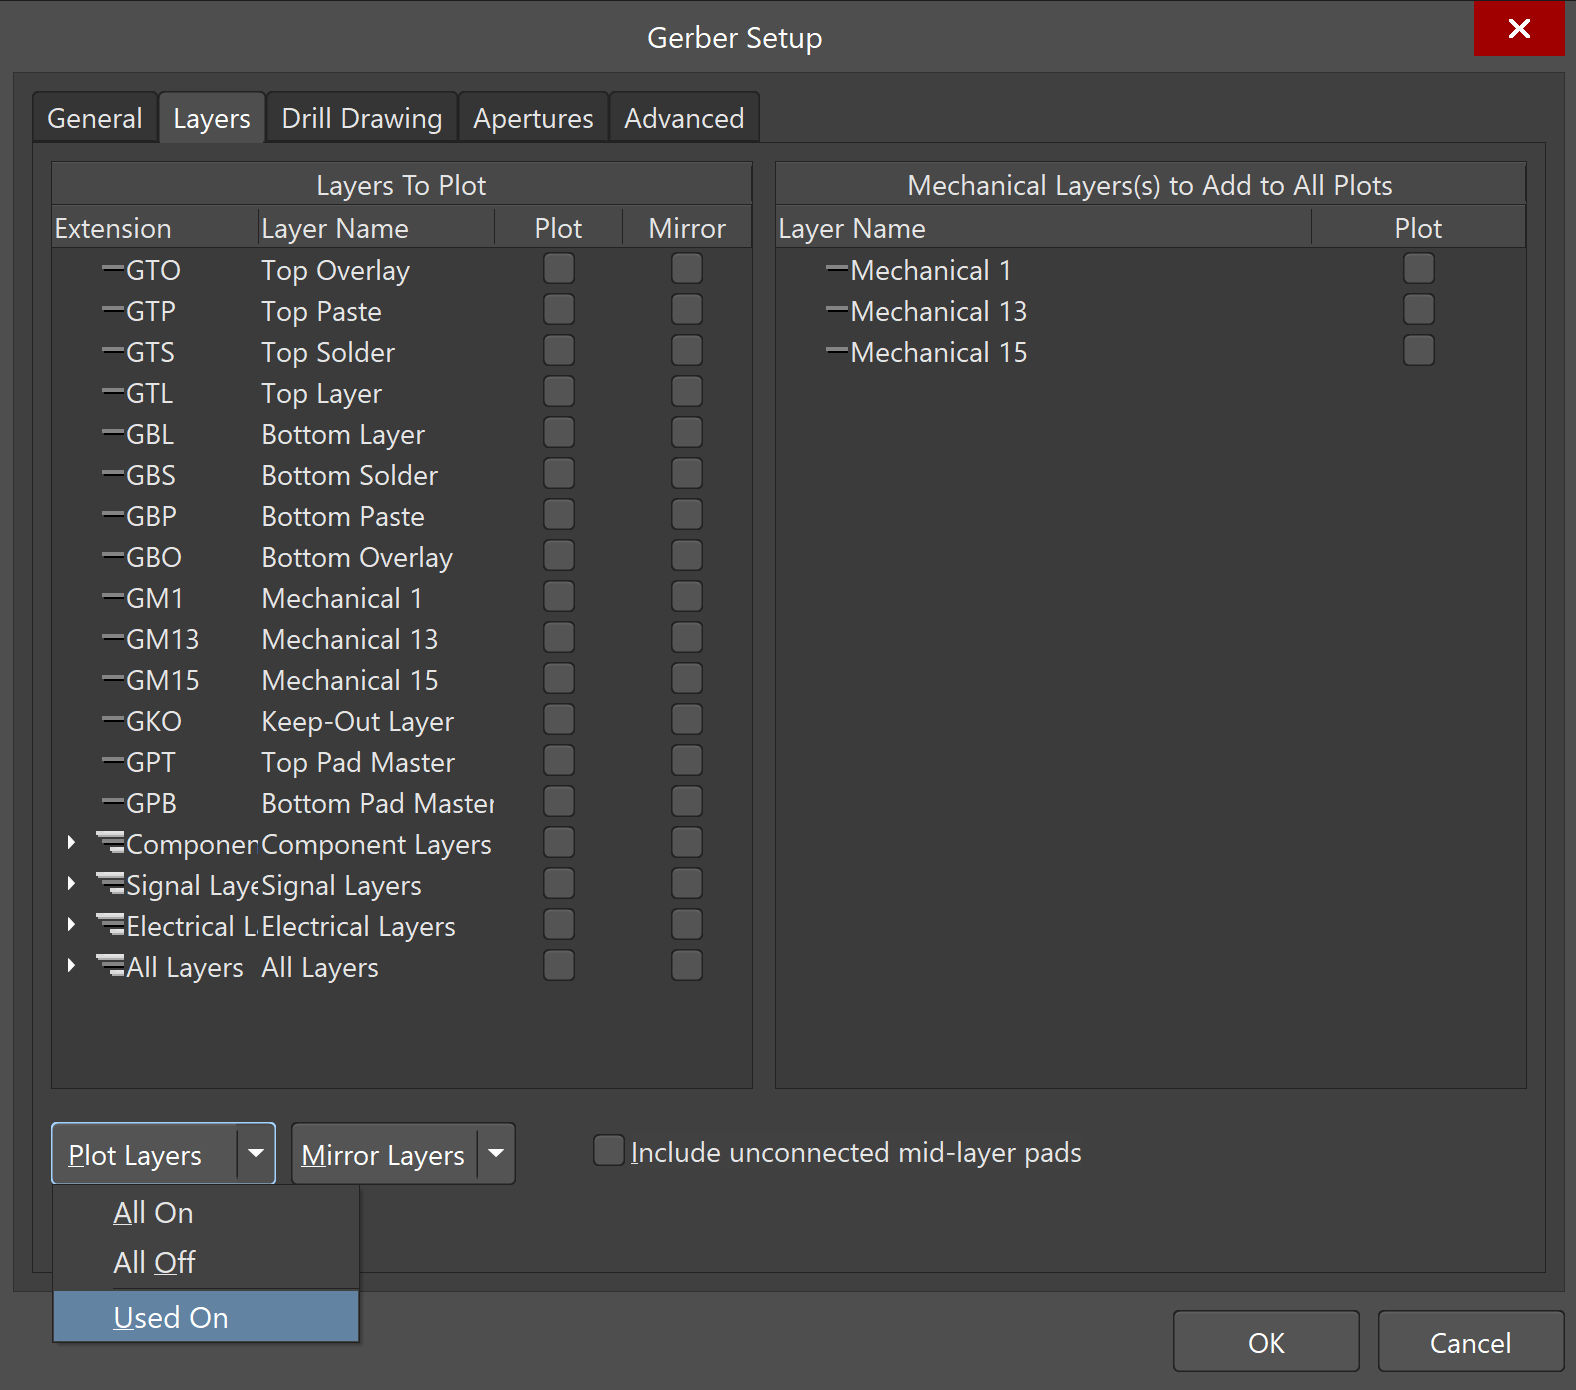 Gerber Setup
General Layers Drill Drawing Apertures Advanced
Layers To Plot
Extension Layer Name Plot Mirror
GTO Top Overlay
GTP Top Paste
GTS Top Solder
GTL Top Layer
GBL Bottom Layer
GBS Bottom Solder
GBP Bottom Paste
GBO Bottom Overlay
GM1 Mechanical 1
GM13 Mechanical 13
GM15 Mechanical 15
GKO Keep-Out Layer
GPT Top Pad Master
GPB Bottom Pad Master
Componen Component Layers
Signal Laye Signal Layers
Electrical L Electrical Layers
All Layers All Layers
Mechanical Layers(s) to Add to All Plots
Layer Name Plot
Mechanical 1
Mechanical 13
Mechanical 15
Plot Layers Mirror Layers Include unconnected mid-layer pads
All On
All Off
Used On
OK Cancel